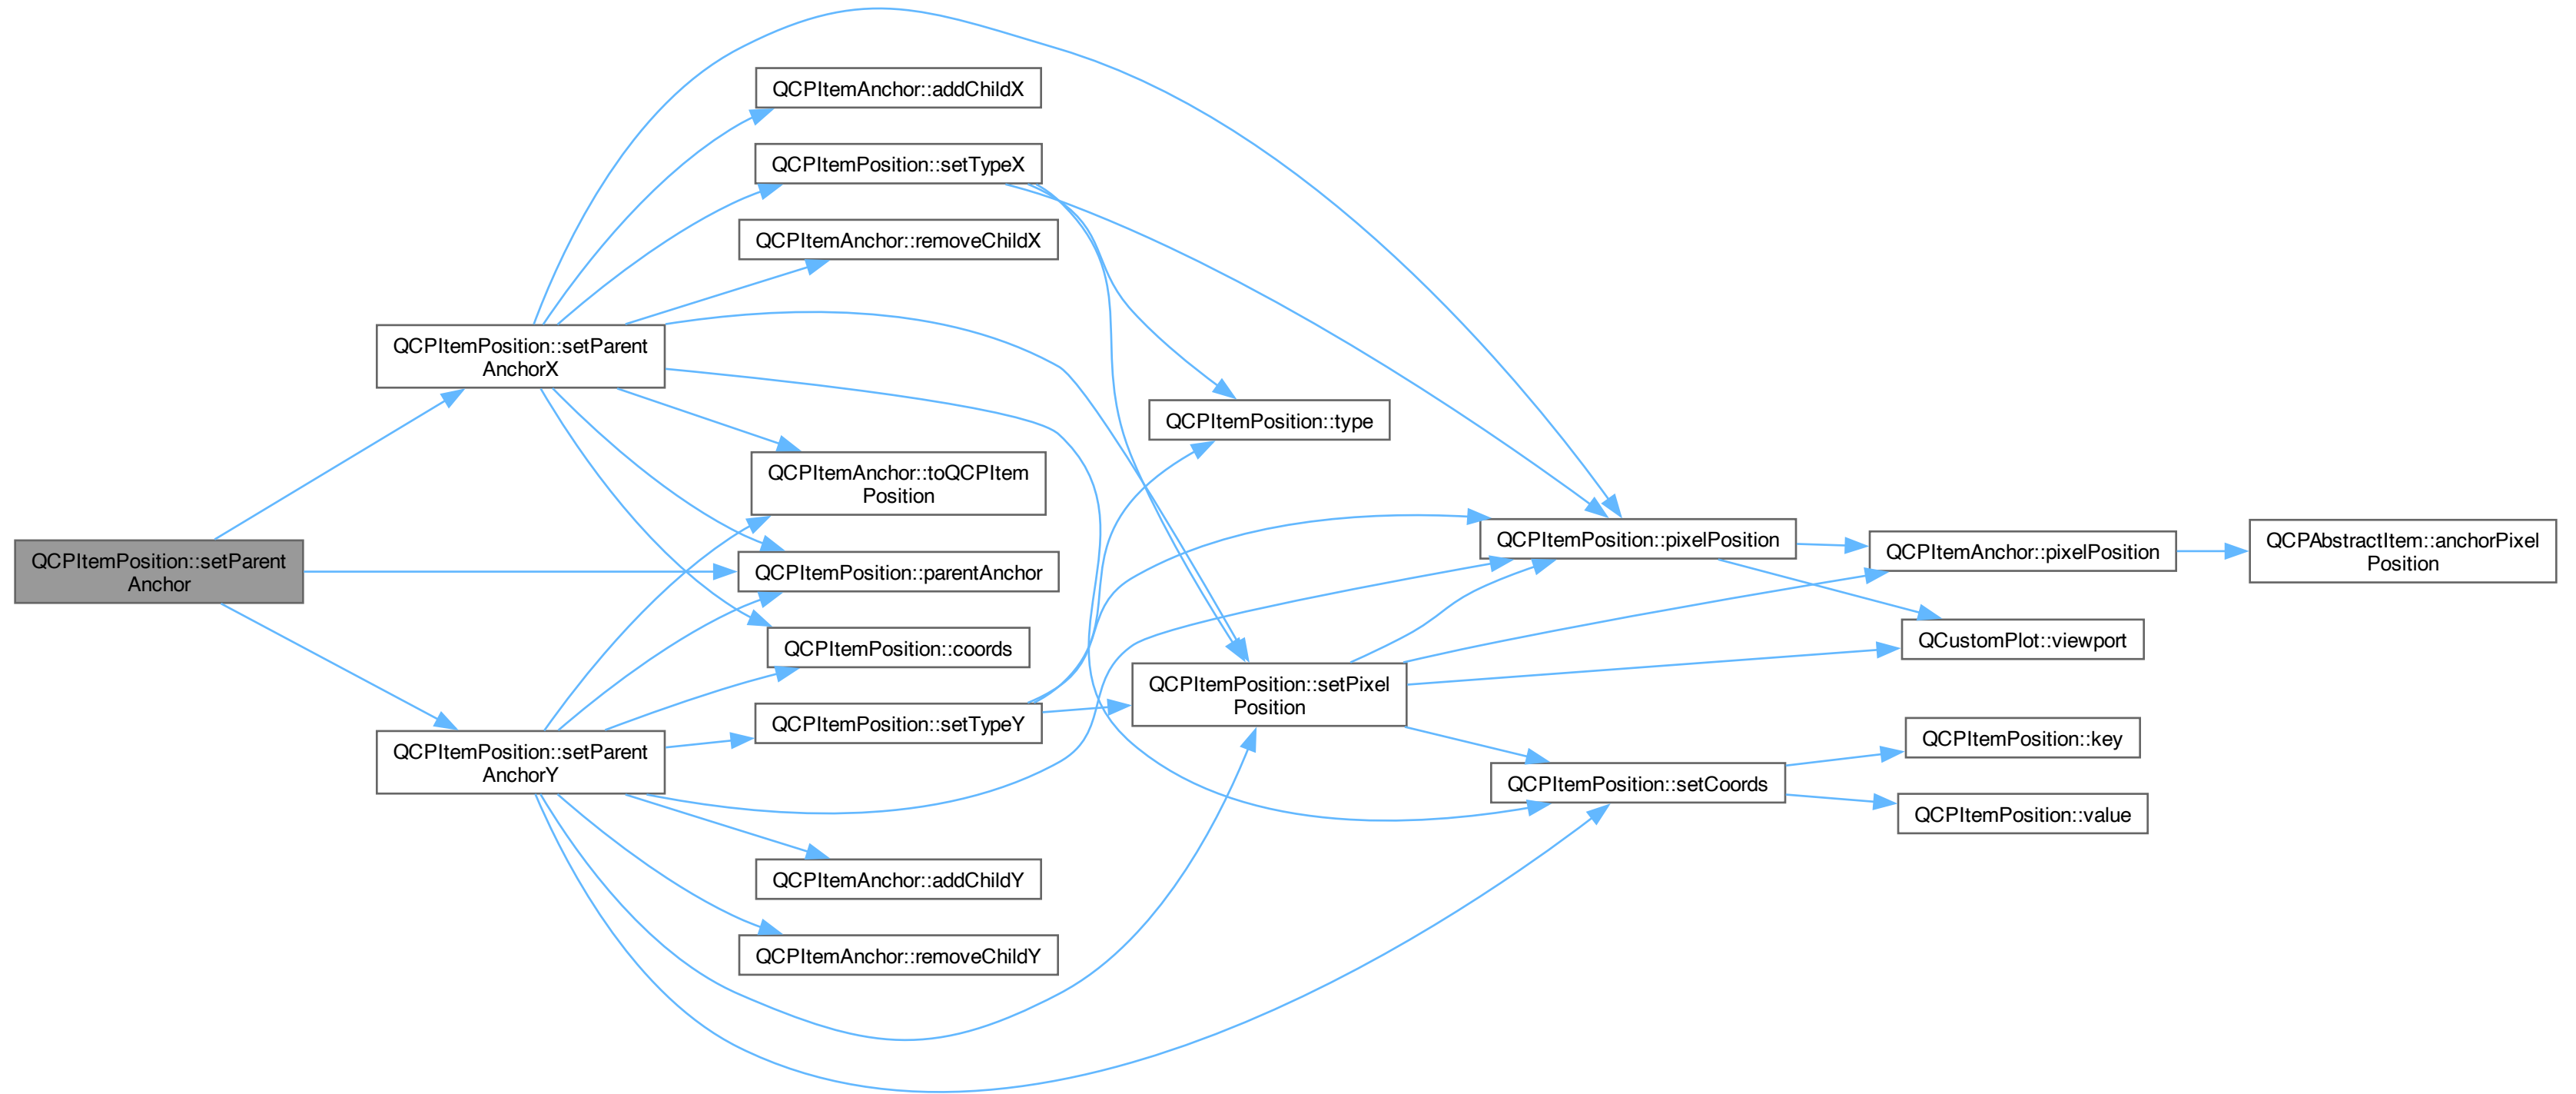 QCPItemPosition::setParent
Anchor
QCPItemPosition::setParent
AnchorX
QCPItemPosition::setParent
AnchorY
QCPItemAnchor::addChildX
QCPItemPosition::setTypeX
QCPItemAnchor::removeChildX
QCPItemAnchor::toQCPItem
Position
QCPItemPosition::parentAnchor
QCPItemPosition::coords
QCPItemPosition::setTypeY
QCPItemAnchor::addChildY
QCPItemAnchor::removeChildY
QCPItemPosition::type
QCPItemPosition::setPixel
Position
QCPItemPosition::pixelPosition
QCPItemPosition::setCoords
QCPItemAnchor::pixelPosition
QCustomPlot::viewport
QCPItemPosition::key
QCPItemPosition::value
QCPAbstractItem::anchorPixel
Position